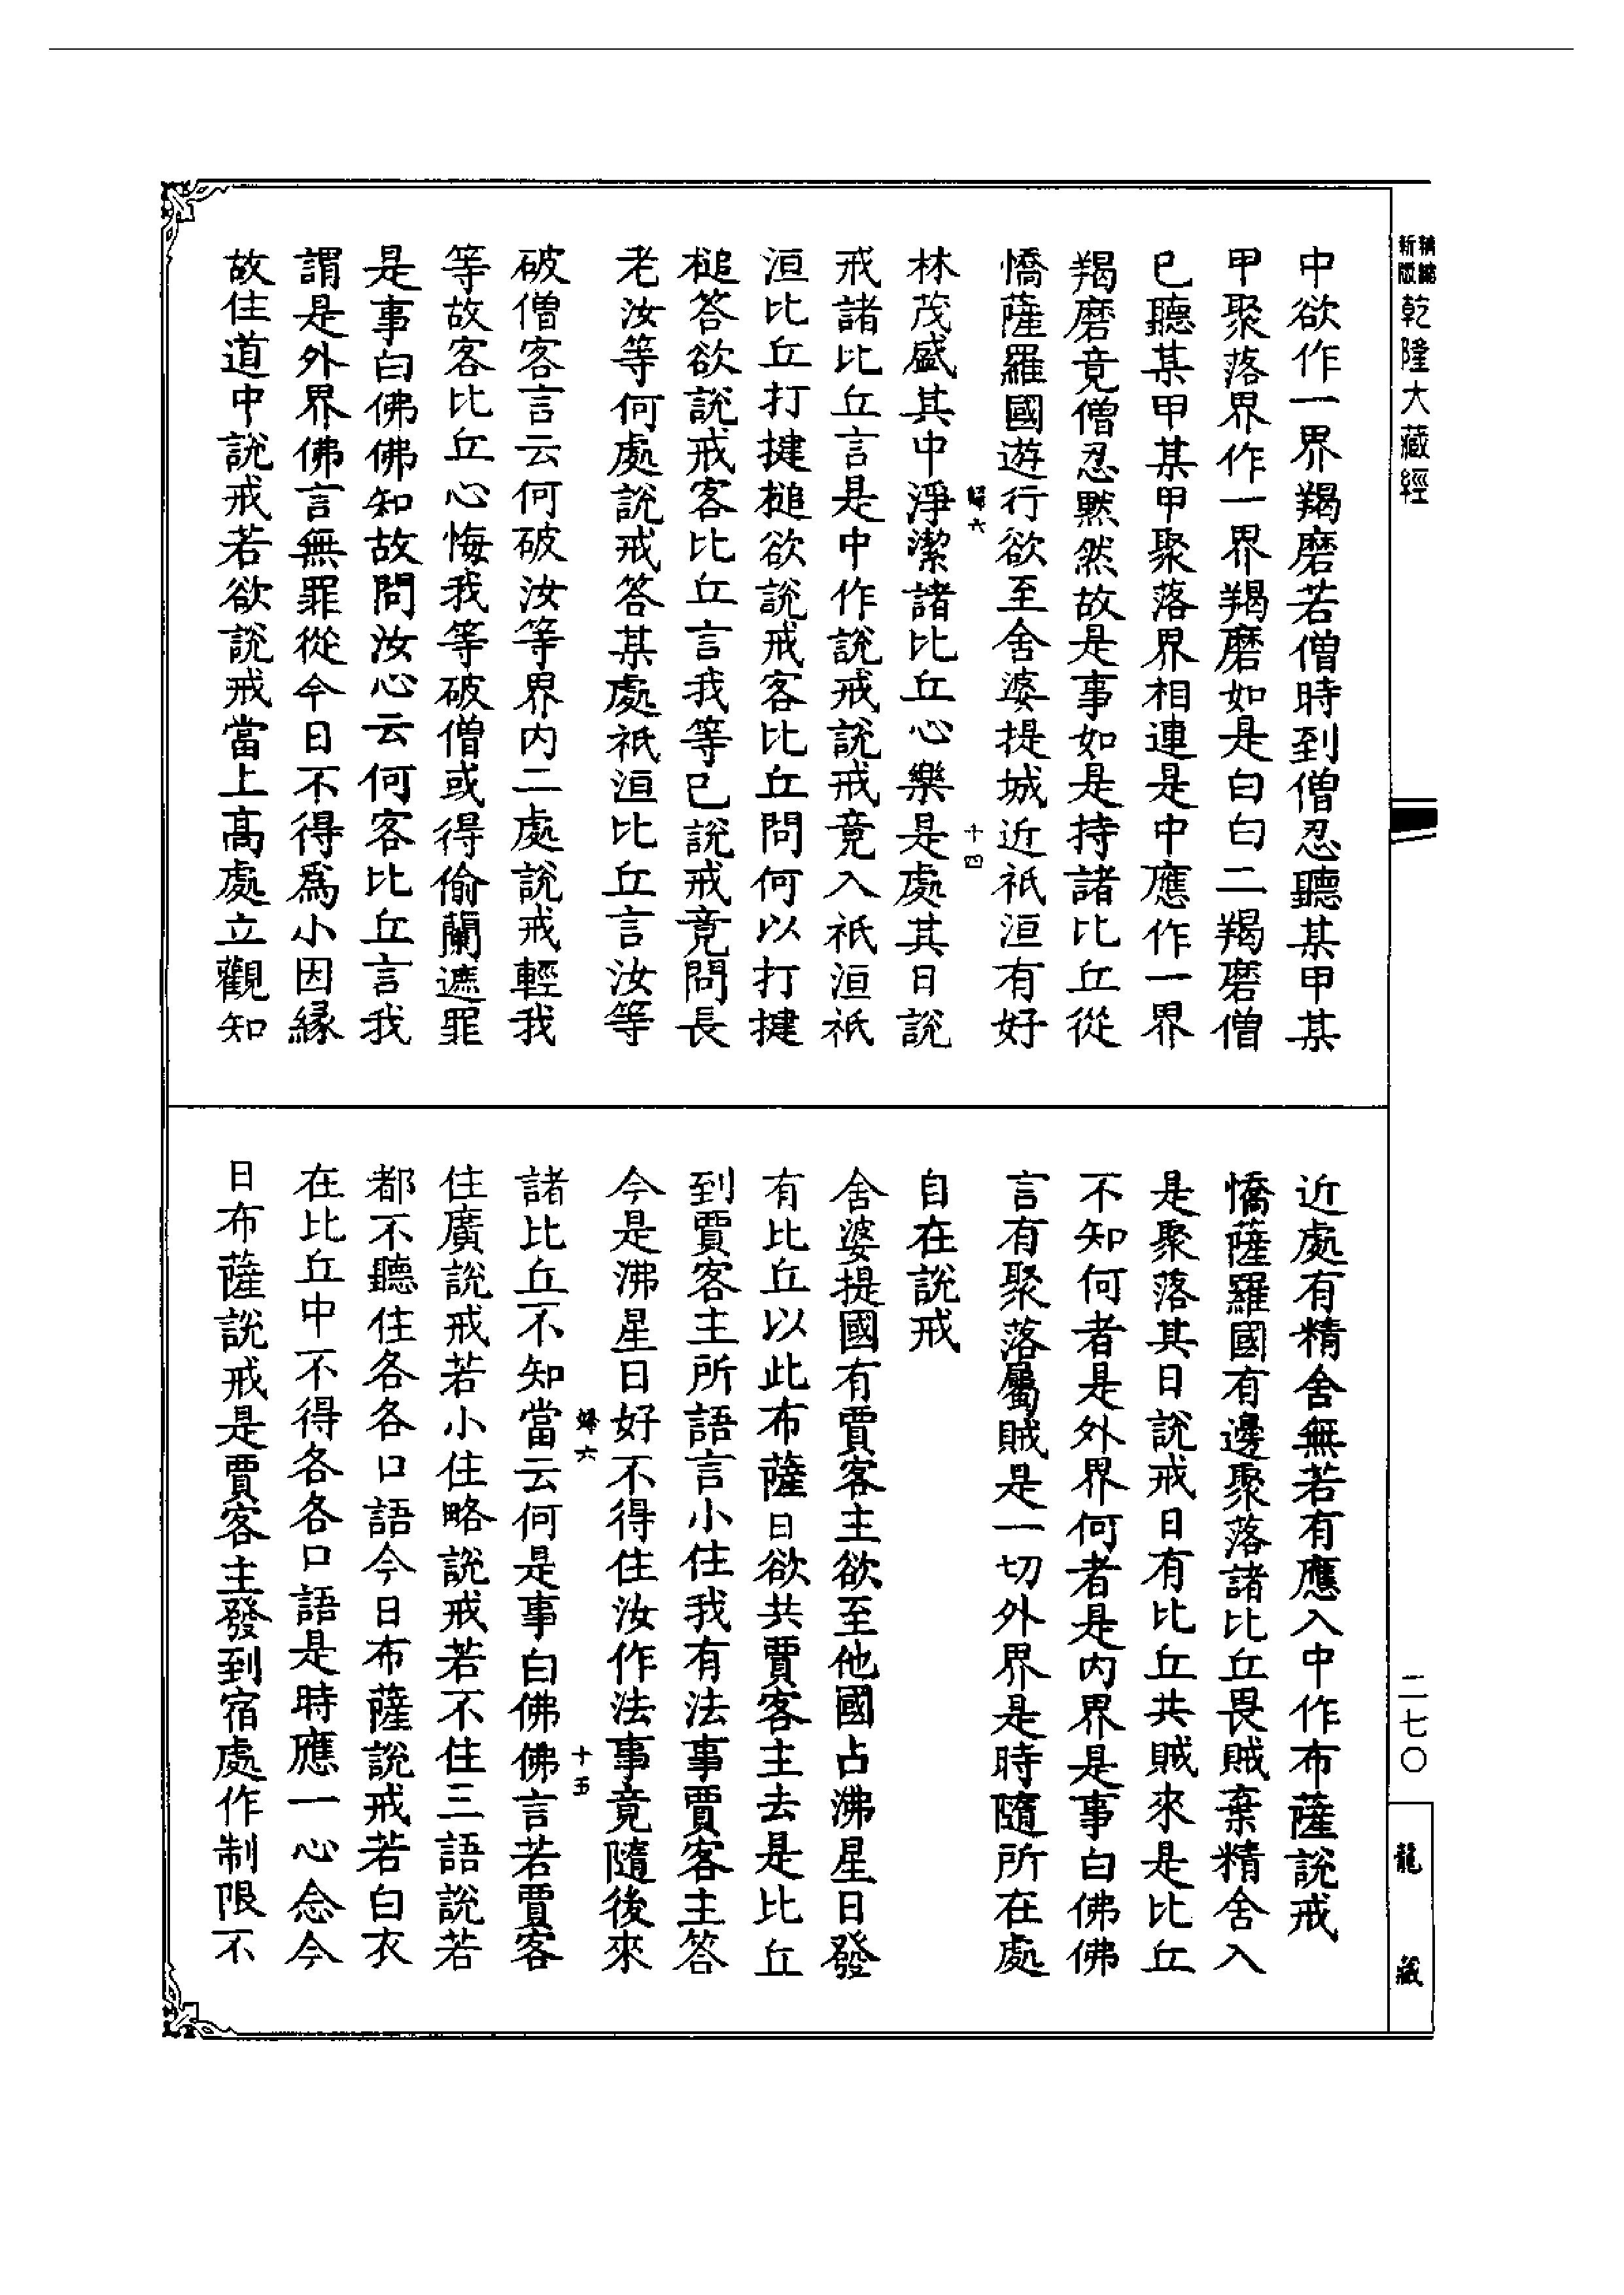 精縮新版乾隆大藏經
中欲作一界羯磨若僧時到僧忍聽某甲某
甲聚落界作一界羯磨如是白白二羯磨僧
已聽某甲某甲聚落界相連是中應作一界
羯磨竟僧忍默然故是事如是持諸比丘從
憍薩羅國遊行欲至舍婆提城近祇洹有好
歸六
十四
林茂盛其中淨潔諸比丘心樂是處其日說
戒諸比丘言是中作說戒說戒竟入祇洹祇
洹比丘打揵槌欲說戒客比丘問何以打揵
槌答欲說戒客比丘言我等已說戒竟問長
老汝等何處說戒答某處祇洹比丘言汝等
破僧客言云何破汝等界內二處說戒輕我
等故客比丘心悔我等破僧或得偷蘭遮罪
是事白佛佛知故問汝心云何客比丘言我
謂是外界佛言無罪從今日不得為小因緣
故住道中說戒若欲說戒當上高處立觀知
近處有精舍無若有應入中作布薩說戒
憍薩羅國有邊聚落諸比丘畏賊棄精舍入
是聚落其日說戒日有比丘共賊來是比丘
不知何者是外界何者是內界是事白佛佛
言有聚落屬賊是一切外界是時隨所在處
自在說戒
舍婆提國有賈客主欲至他國占沸星日發
有比丘以此布薩日欲共賈客主去是比丘
到賈客主所語言小住我有法事賈客主答
今是沸星日好不得住汝作法事竟隨後來
歸六
十五
諸比丘不知當云何是事白佛佛言若賈客
住廣說戒若小住略說戒若不住三語說若
都不聽住各各口語今日布薩說戒若白衣
在比丘中不得各各口語是時應一心念今
日布薩說戒是賈客主發到宿處作制限不
二七〇
龍藏